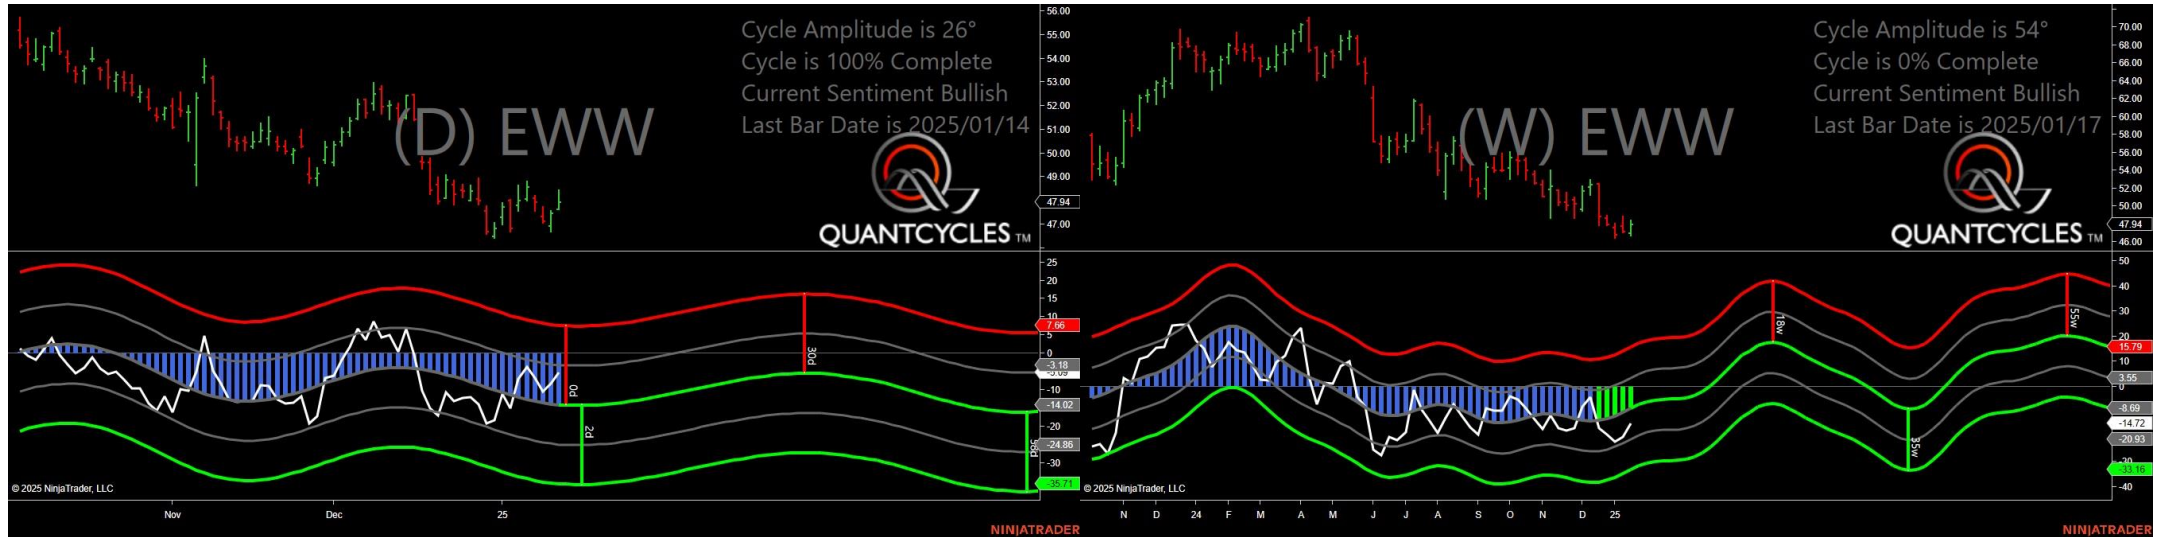 Cycle Amplitude is 26°
Cycle is 100% Complete
Current Sentiment Bullish
Last Bar Date is 2025/01/14
(D) EWW
QUANTCYCLES TM
56.00
55.00
54.00
53.00
52.00
51.00
50.00
49.00
47.94
47.00
25
20
15
10
5
7.66
0
-3.18
-10
-14.02
-20
-24.86
-30
-35.71
0d
2d
30d
© 2025 NinjaTrader, LLC
Nov
Dec
25
NINJATRADER
Cycle Amplitude is 54°
Cycle is 0% Complete
Current Sentiment Bullish
Last Bar Date is 2025/01/17
(W) EWW
QUANTCYCLES TM
70.00
68.00
66.00
64.00
62.00
60.00
58.00
56.00
54.00
52.00
50.00
47.94
46.00
50
40
30
20
15.79
10
3.55
0
-8.69
-14.72
-20.93
-30
-33.16
-40
18w
35w
55w
© 2025 NinjaTrader, LLC
N D 24 F M A M J J A S O N D 25
NINJATRADER